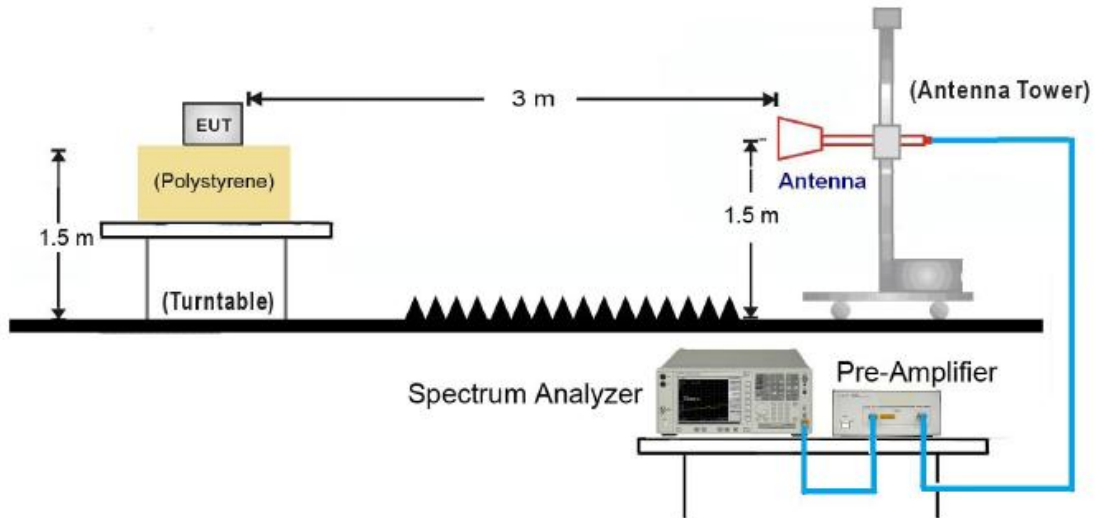 3 m
(Antenna Tower)
EUT
(Polystyrene)
Antenna
1.5 m
1.5 m
(Turntable)
Spectrum Analyzer
Pre-Amplifier